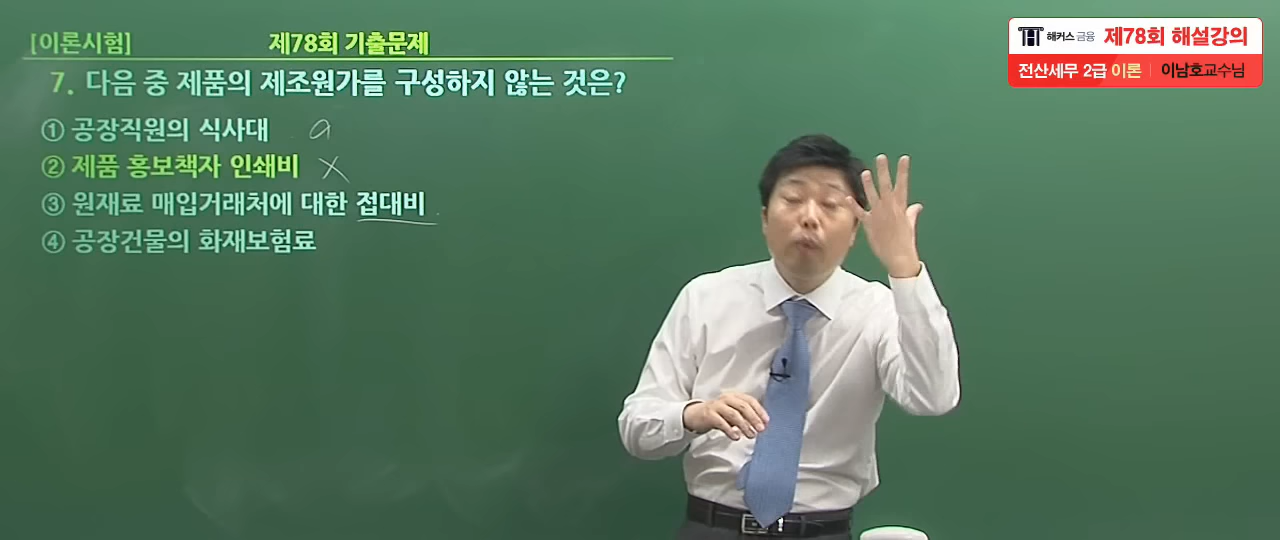 [이론시험] 제78회 기출문제
7. 다음 중 제품의 제조원가를 구성하지 않는 것은?
① 공장직원의 식사대 a
② 제품 홍보책자 인쇄비 X
③ 원재료 매입거래처에 대한 접대비
④ 공장건물의 화재보험료
해커스 금융 제78회 해설강의
전산세무 2급 이론 | 이남호교수님